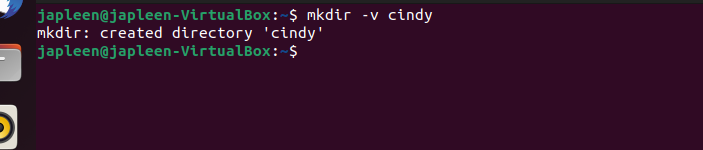 japleen@japleen-VirtualBox:~$ mkdir -v cindy
mkdir: created directory 'cindy'
japleen@japleen-VirtualBox:~$